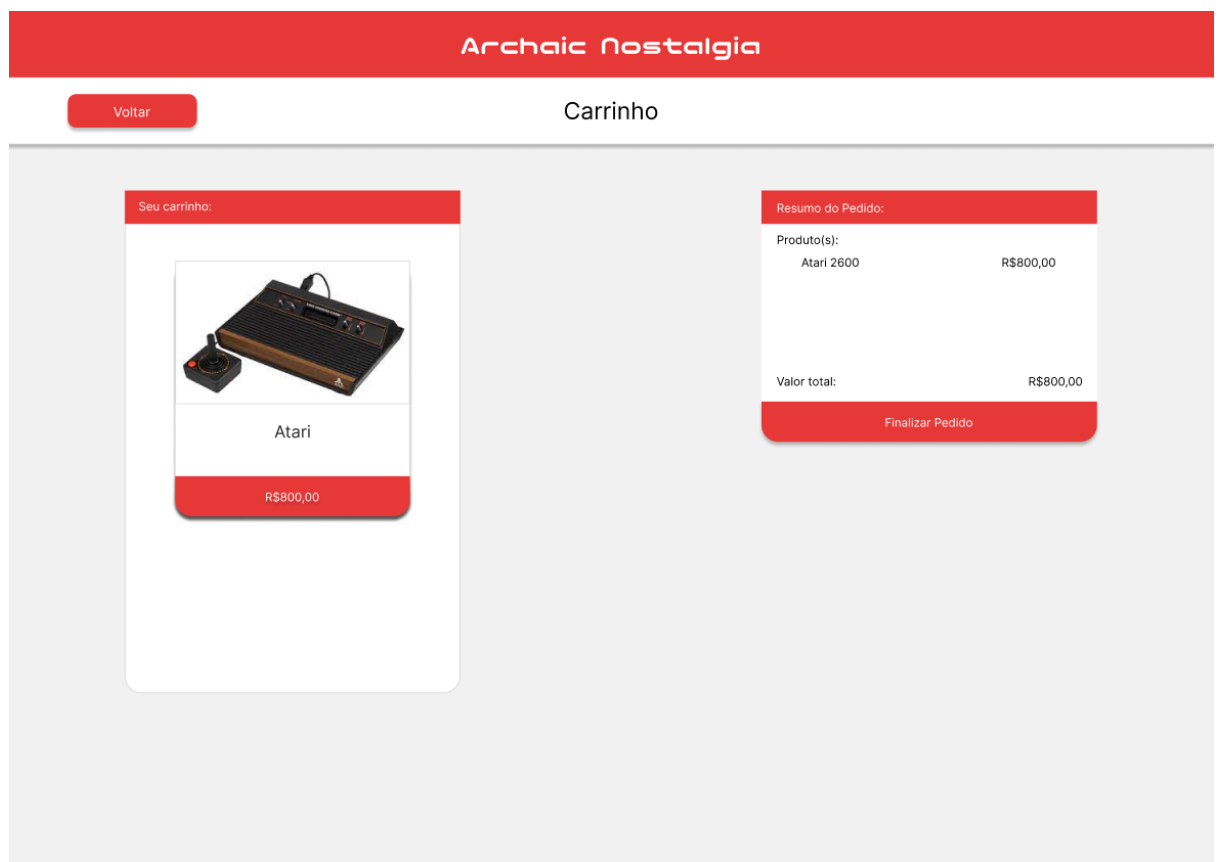 Archaic Nostalgia
Voltar
Carrinho
Seu carrinho:
Atari
R$800,00
Resumo do Pedido:
Produto(s):
Atari 2600 R$800,00
Valor total: R$800,00
Finalizar Pedido